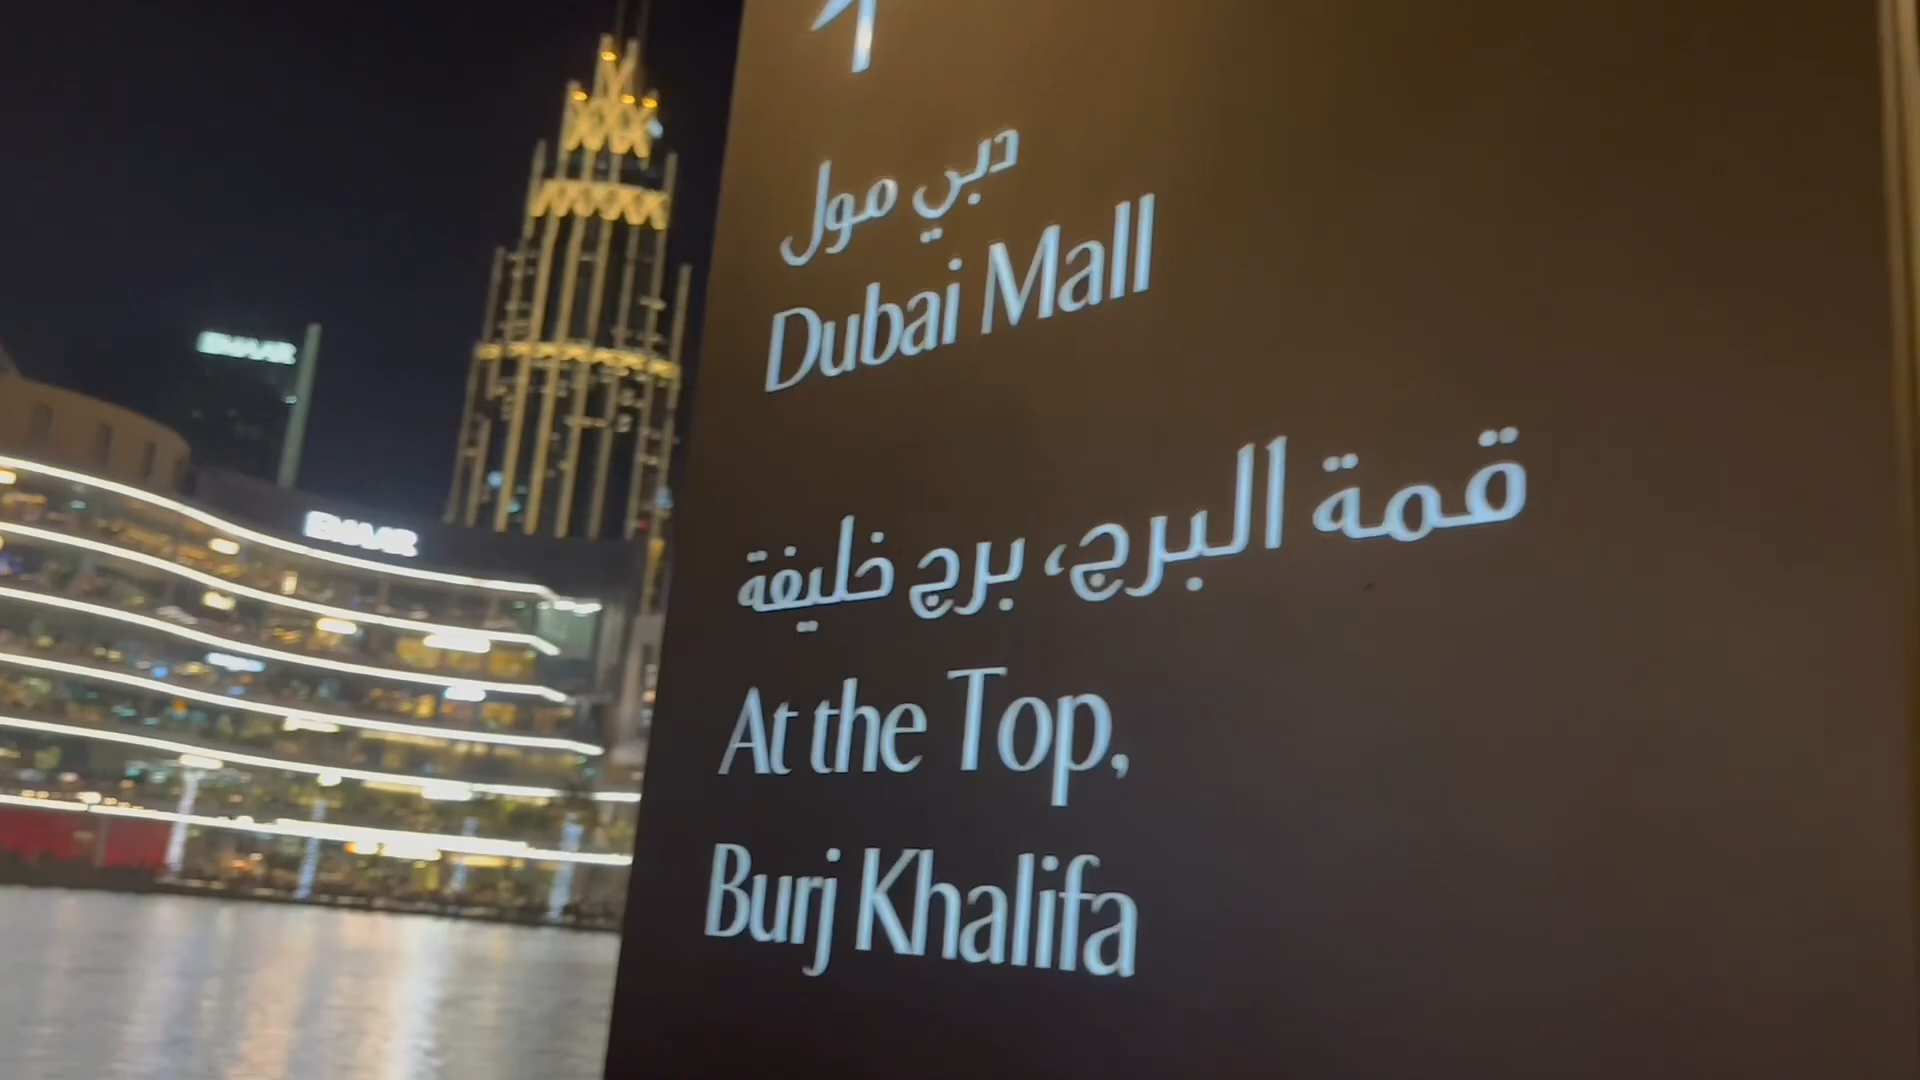 دبي مول
Dubai Mall
قمة البرج، برج خليفة
At the Top,
Burj Khalifa
EMAAR
EMAAR